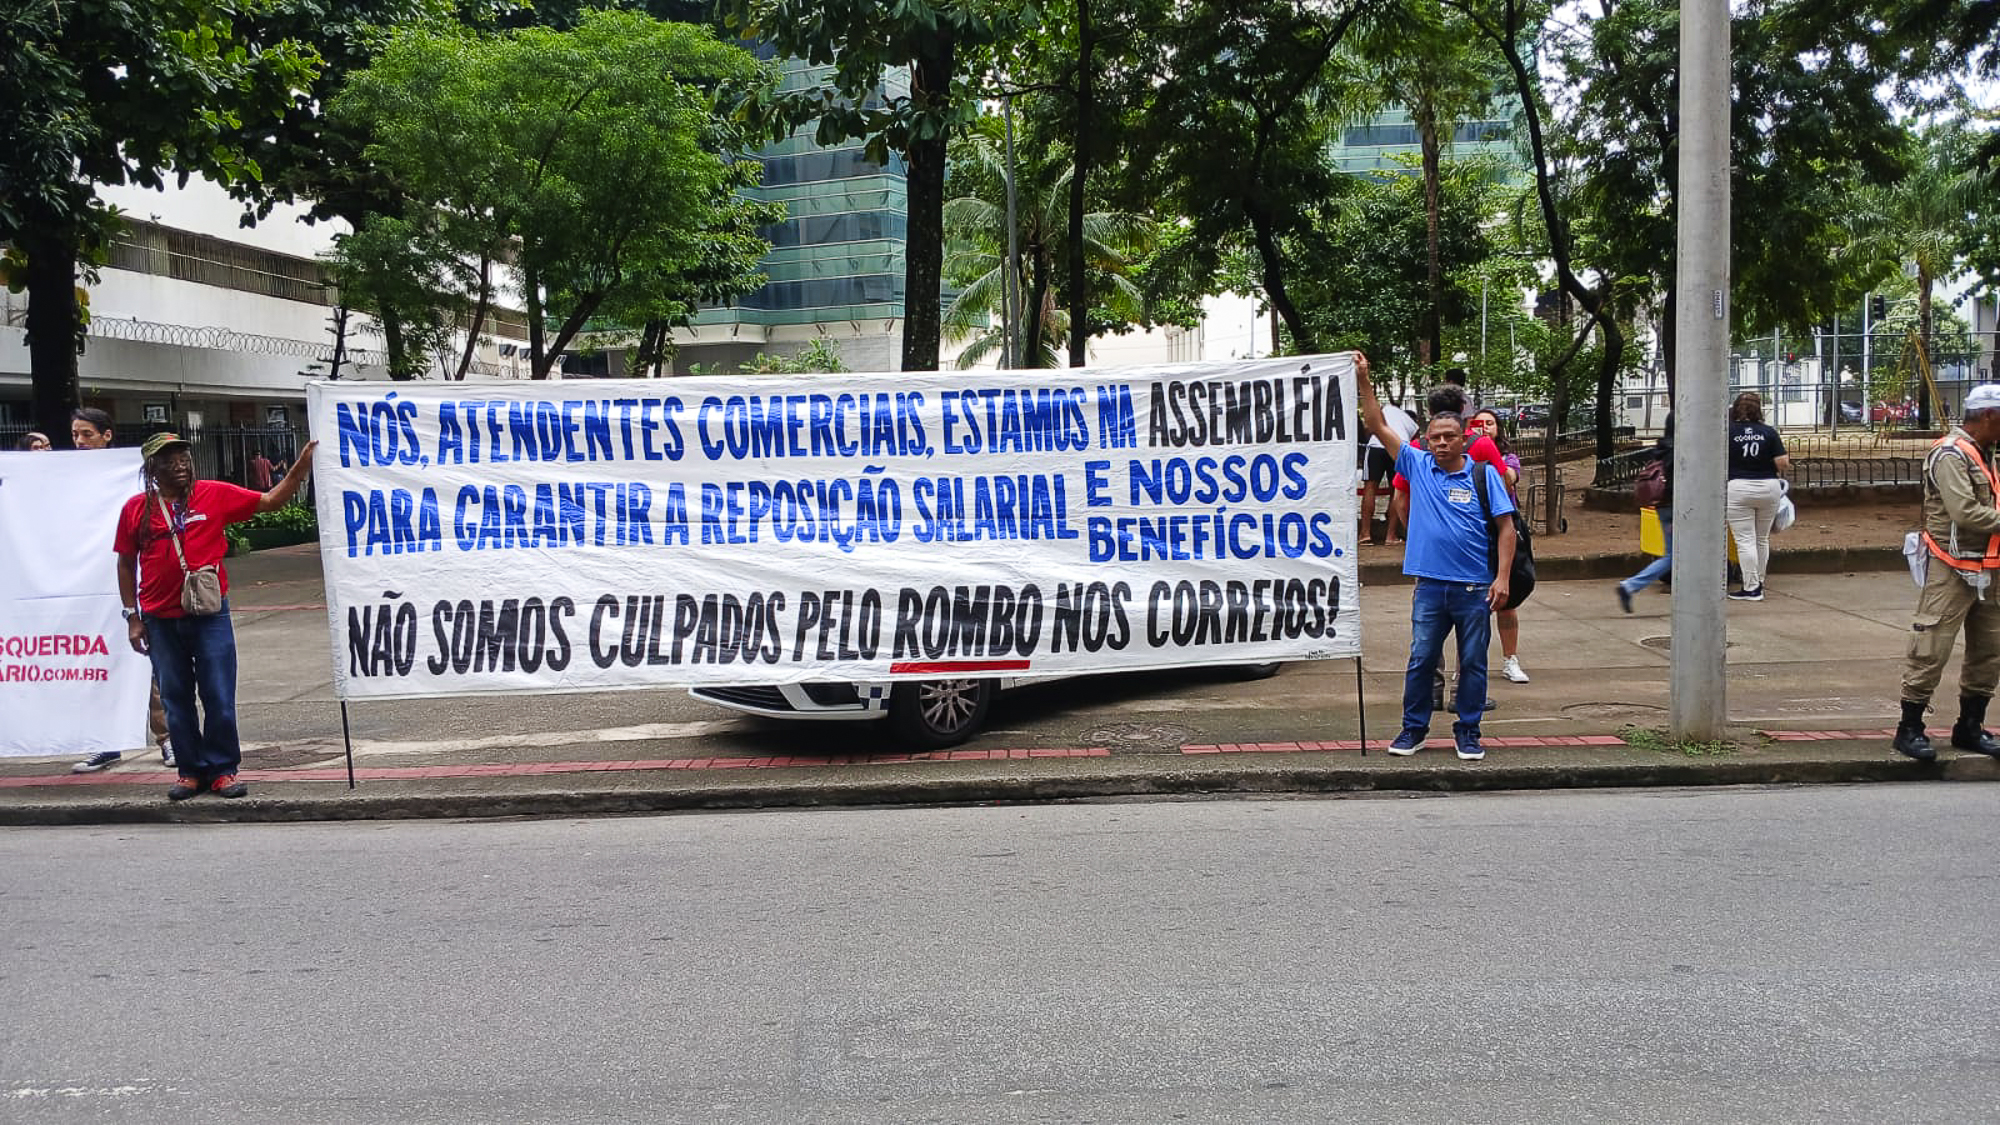 NÓS, ATENDENTES COMERCIAIS, ESTAMOS NA ASSEMBLÉIA
PARA GARANTIR A REPOSIÇÃO SALARIAL E NOSSOS
BENEFÍCIOS.
NÃO SOMOS CULPADOS PELO ROMBO NOS CORREIOS!
SQUERDA
ÁRIO.COM.BR
10